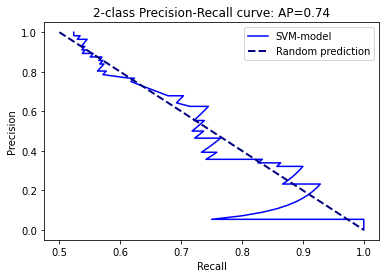 2-class Precision-Recall curve: AP=0.74
SVM-model
Random prediction
Precision
1.0
0.8
0.6
0.4
0.2
0.0
0.5
0.6
0.7
0.8
0.9
1.0
Recall